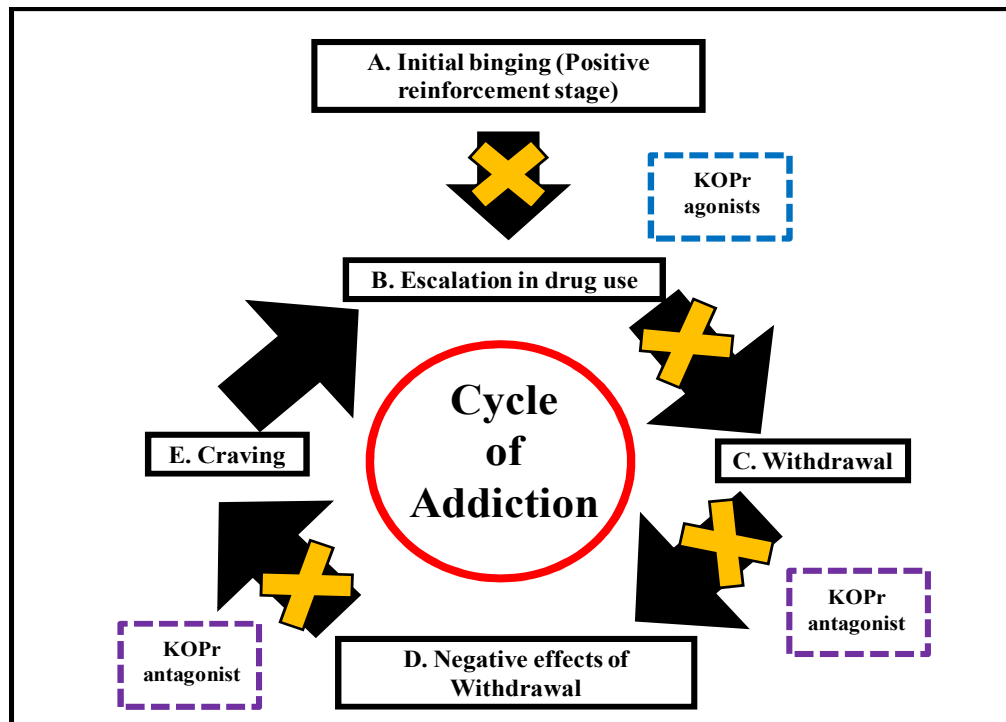 A. Initial binging (Positive
reinforcement stage)
KOPr
agonists
B. Escalation in drug use
Cycle
of
Addiction
E. Craving
C. Withdrawal
KOPr
antagonist
KOPr
antagonist
D. Negative effects of
Withdrawal